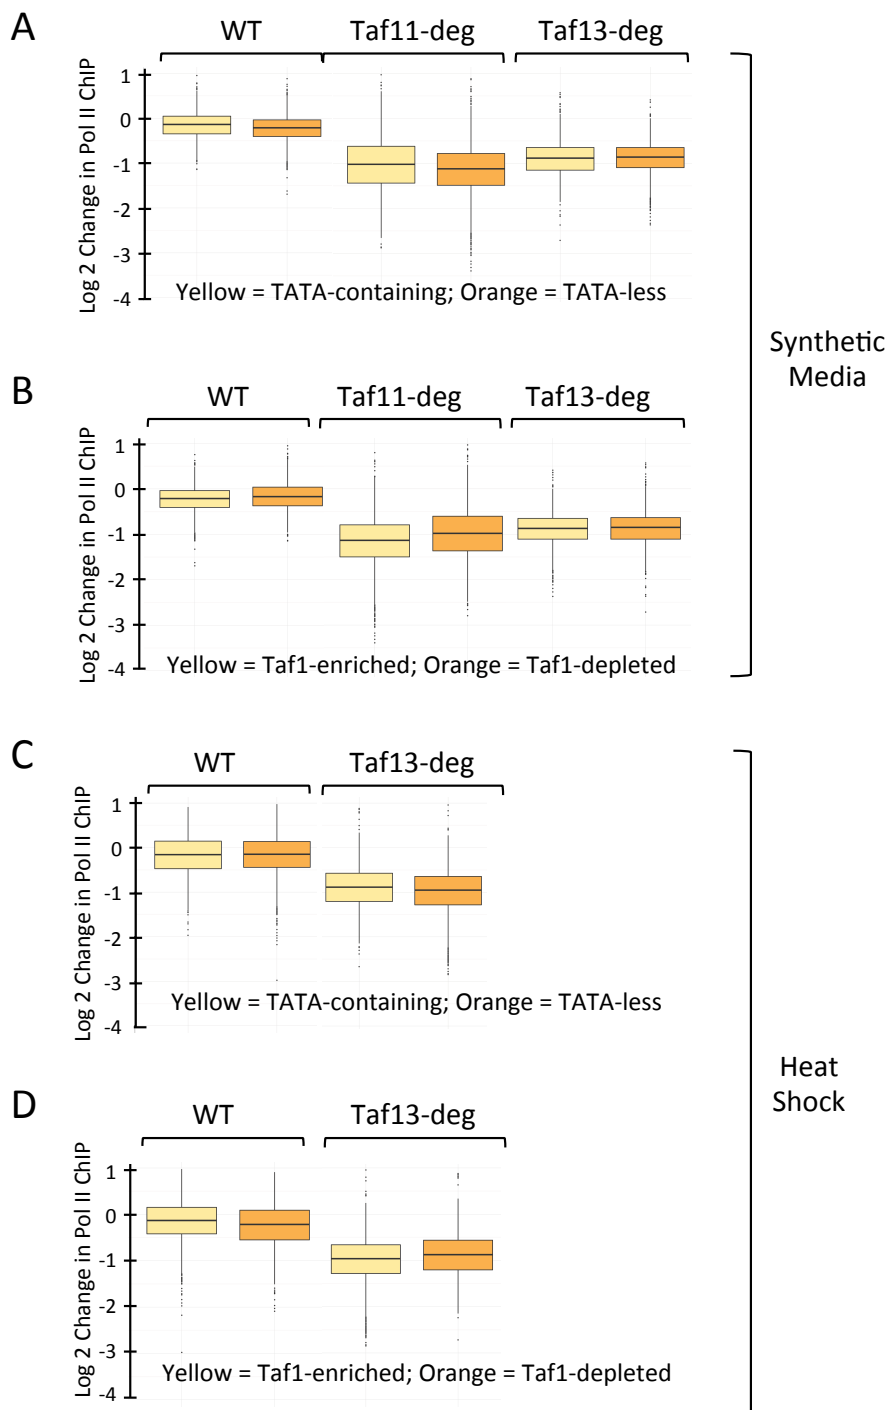 A
WT Taf11-deg Taf13-deg
Log 2 Change in Pol II ChIP
1
0
-1
-2
-3
-4
Yellow = TATA-containing; Orange = TATA-less
B
WT Taf11-deg Taf13-deg
Log 2 Change in Pol II ChIP
1
0
-1
-2
-3
-4
Yellow = Taf1-enriched; Orange = Taf1-depleted
Synthetic
Media
C
WT Taf13-deg
Log 2 Change in Pol II ChIP
1
0
-1
-2
-3
-4
Yellow = TATA-containing; Orange = TATA-less
D
WT Taf13-deg
Log 2 Change in Pol II ChIP
1
0
-1
-2
-3
-4
Yellow = Taf1-enriched; Orange = Taf1-depleted
Heat
Shock